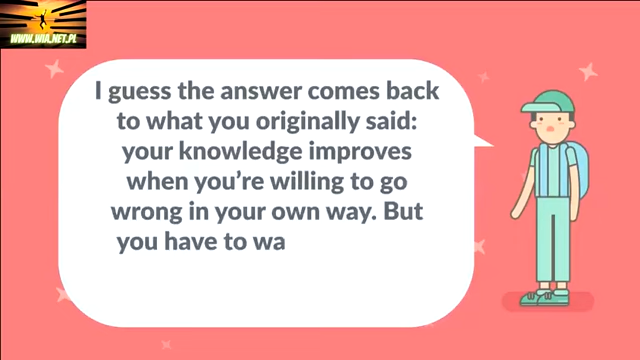 WWW.WIA.NET.PL
I guess the answer comes back
to what you originally said:
your knowledge improves
when you’re willing to go
wrong in your own way. But
you have to wa